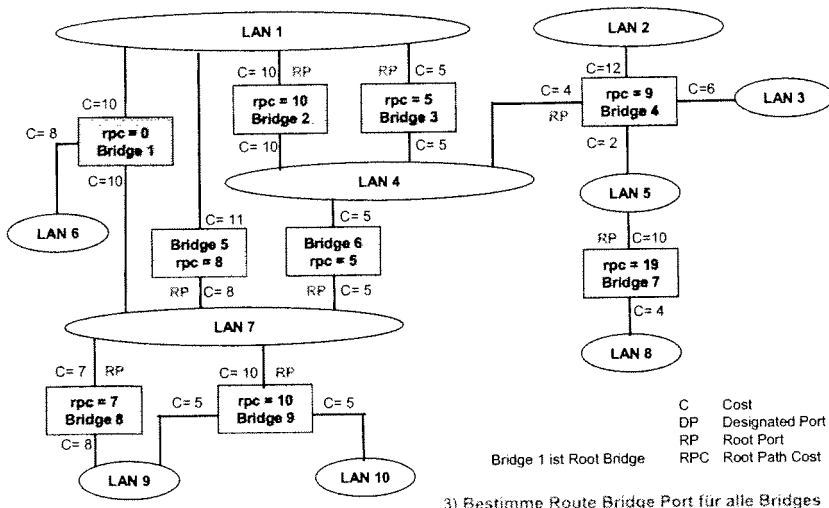 LAN 1
LAN 2
C= 10 RP
RP C= 5
C=12
C=10
rpc = 10
Bridge 2
rpc = 5
Bridge 3
C= 4
RP
rpc = 9
Bridge 4
C=6
LAN 3
C= 8
rpc = 0
Bridge 1
C= 10
C= 5
C= 2
C=10
LAN 4
LAN 5
LAN 6
C= 11
C= 5
Bridge 5
rpc = 8
Bridge 6
rpc = 5
RP C=10
RP C= 8
RP C= 5
rpc = 19
Bridge 7
LAN 7
C= 4
LAN 8
C= 7 RP
C= 10 RP
rpc = 7
Bridge 8
C= 5
rpc = 10
Bridge 9
C= 5
C= 8
LAN 9
LAN 10
C Cost
DP Designated Port
RP Root Port
Bridge 1 ist Root Bridge RPC Root Path Cost
3) Bestimme Route Bridge Port für alle Bridges